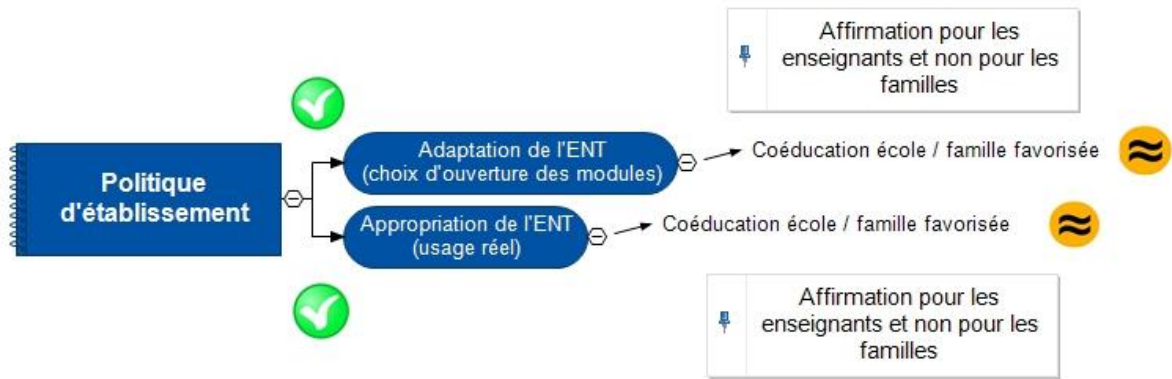 Affirmation pour les
enseignants et non pour les
familles
Adaptation de l'ENT
(choix d'ouverture des modules)
Coéducation école / famille favorisée
Politique
d'établissement
Appropriation de l'ENT
(usage réel)
Coéducation école / famille favorisée
Affirmation pour les
enseignants et non pour les
familles